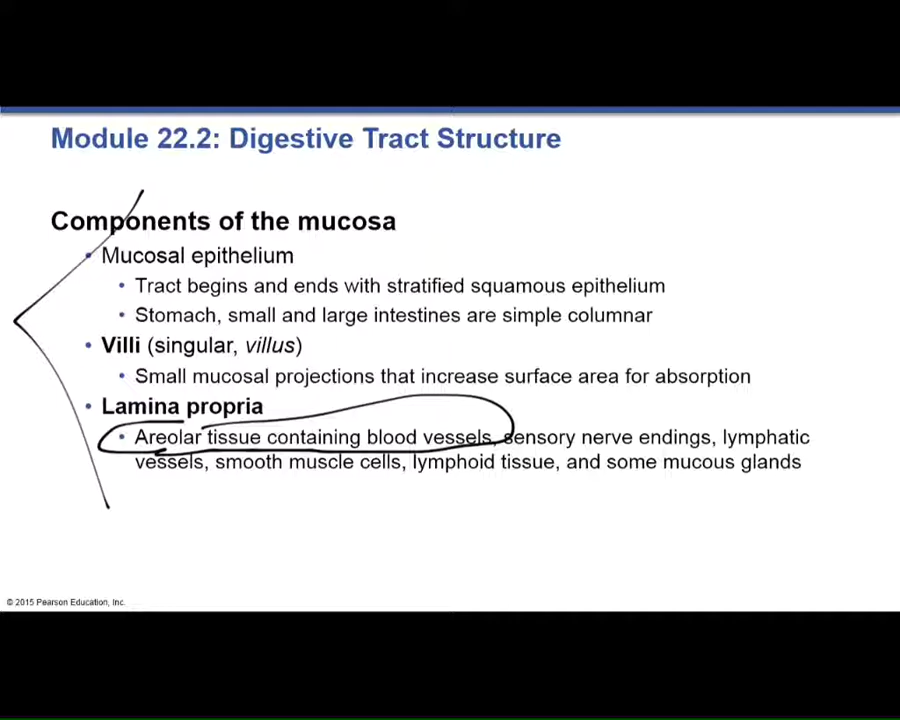 Module 22.2: Digestive Tract Structure
Components of the mucosa
• Mucosal epithelium
• Tract begins and ends with stratified squamous epithelium
• Stomach, small and large intestines are simple columnar
• Villi (singular, villus)
• Small mucosal projections that increase surface area for absorption
• Lamina propria
• Areolar tissue containing blood vessels, sensory nerve endings, lymphatic
vessels, smooth muscle cells, lymphoid tissue, and some mucous glands
© 2015 Pearson Education, Inc.